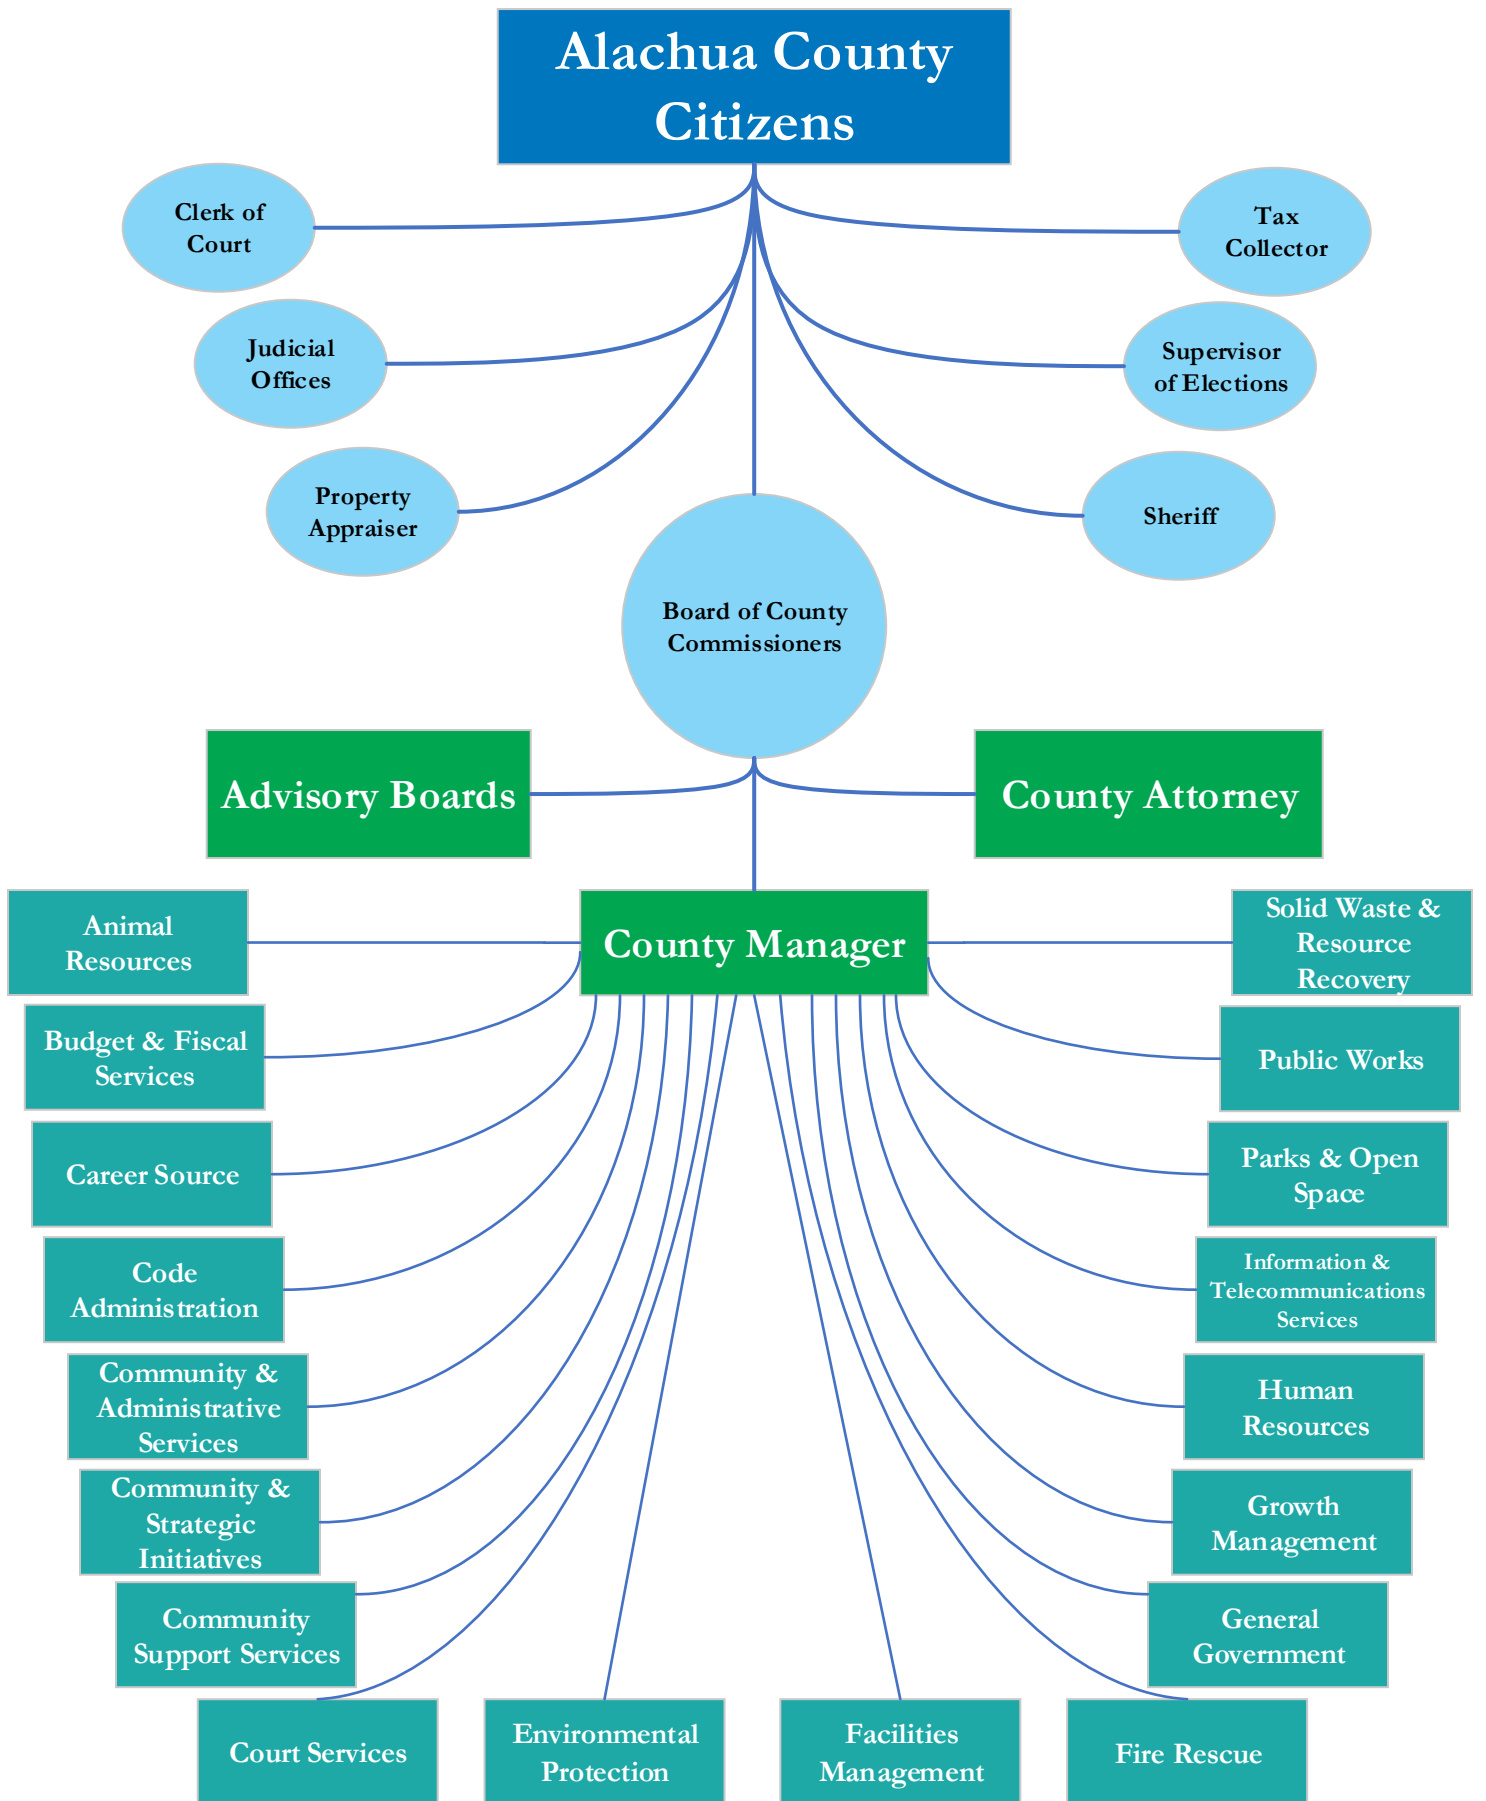 Alachua County
Citizens
Clerk of
Court
Tax
Collector
Judicial
Offices
Supervisor
of Elections
Property
Appraiser
Sheriff
Board of County
Commissioners
Advisory Boards
County Attorney
County Manager
Animal
Resources
Solid Waste &
Resource
Recovery
Budget & Fiscal
Services
Public Works
Career Source
Parks & Open
Space
Code
Administration
Information &
Telecommunications
Services
Community &
Administrative
Services
Human
Resources
Community &
Strategic
Initiatives
Growth
Management
Community
Support Services
General
Government
Court Services
Environmental
Protection
Facilities
Management
Fire Rescue